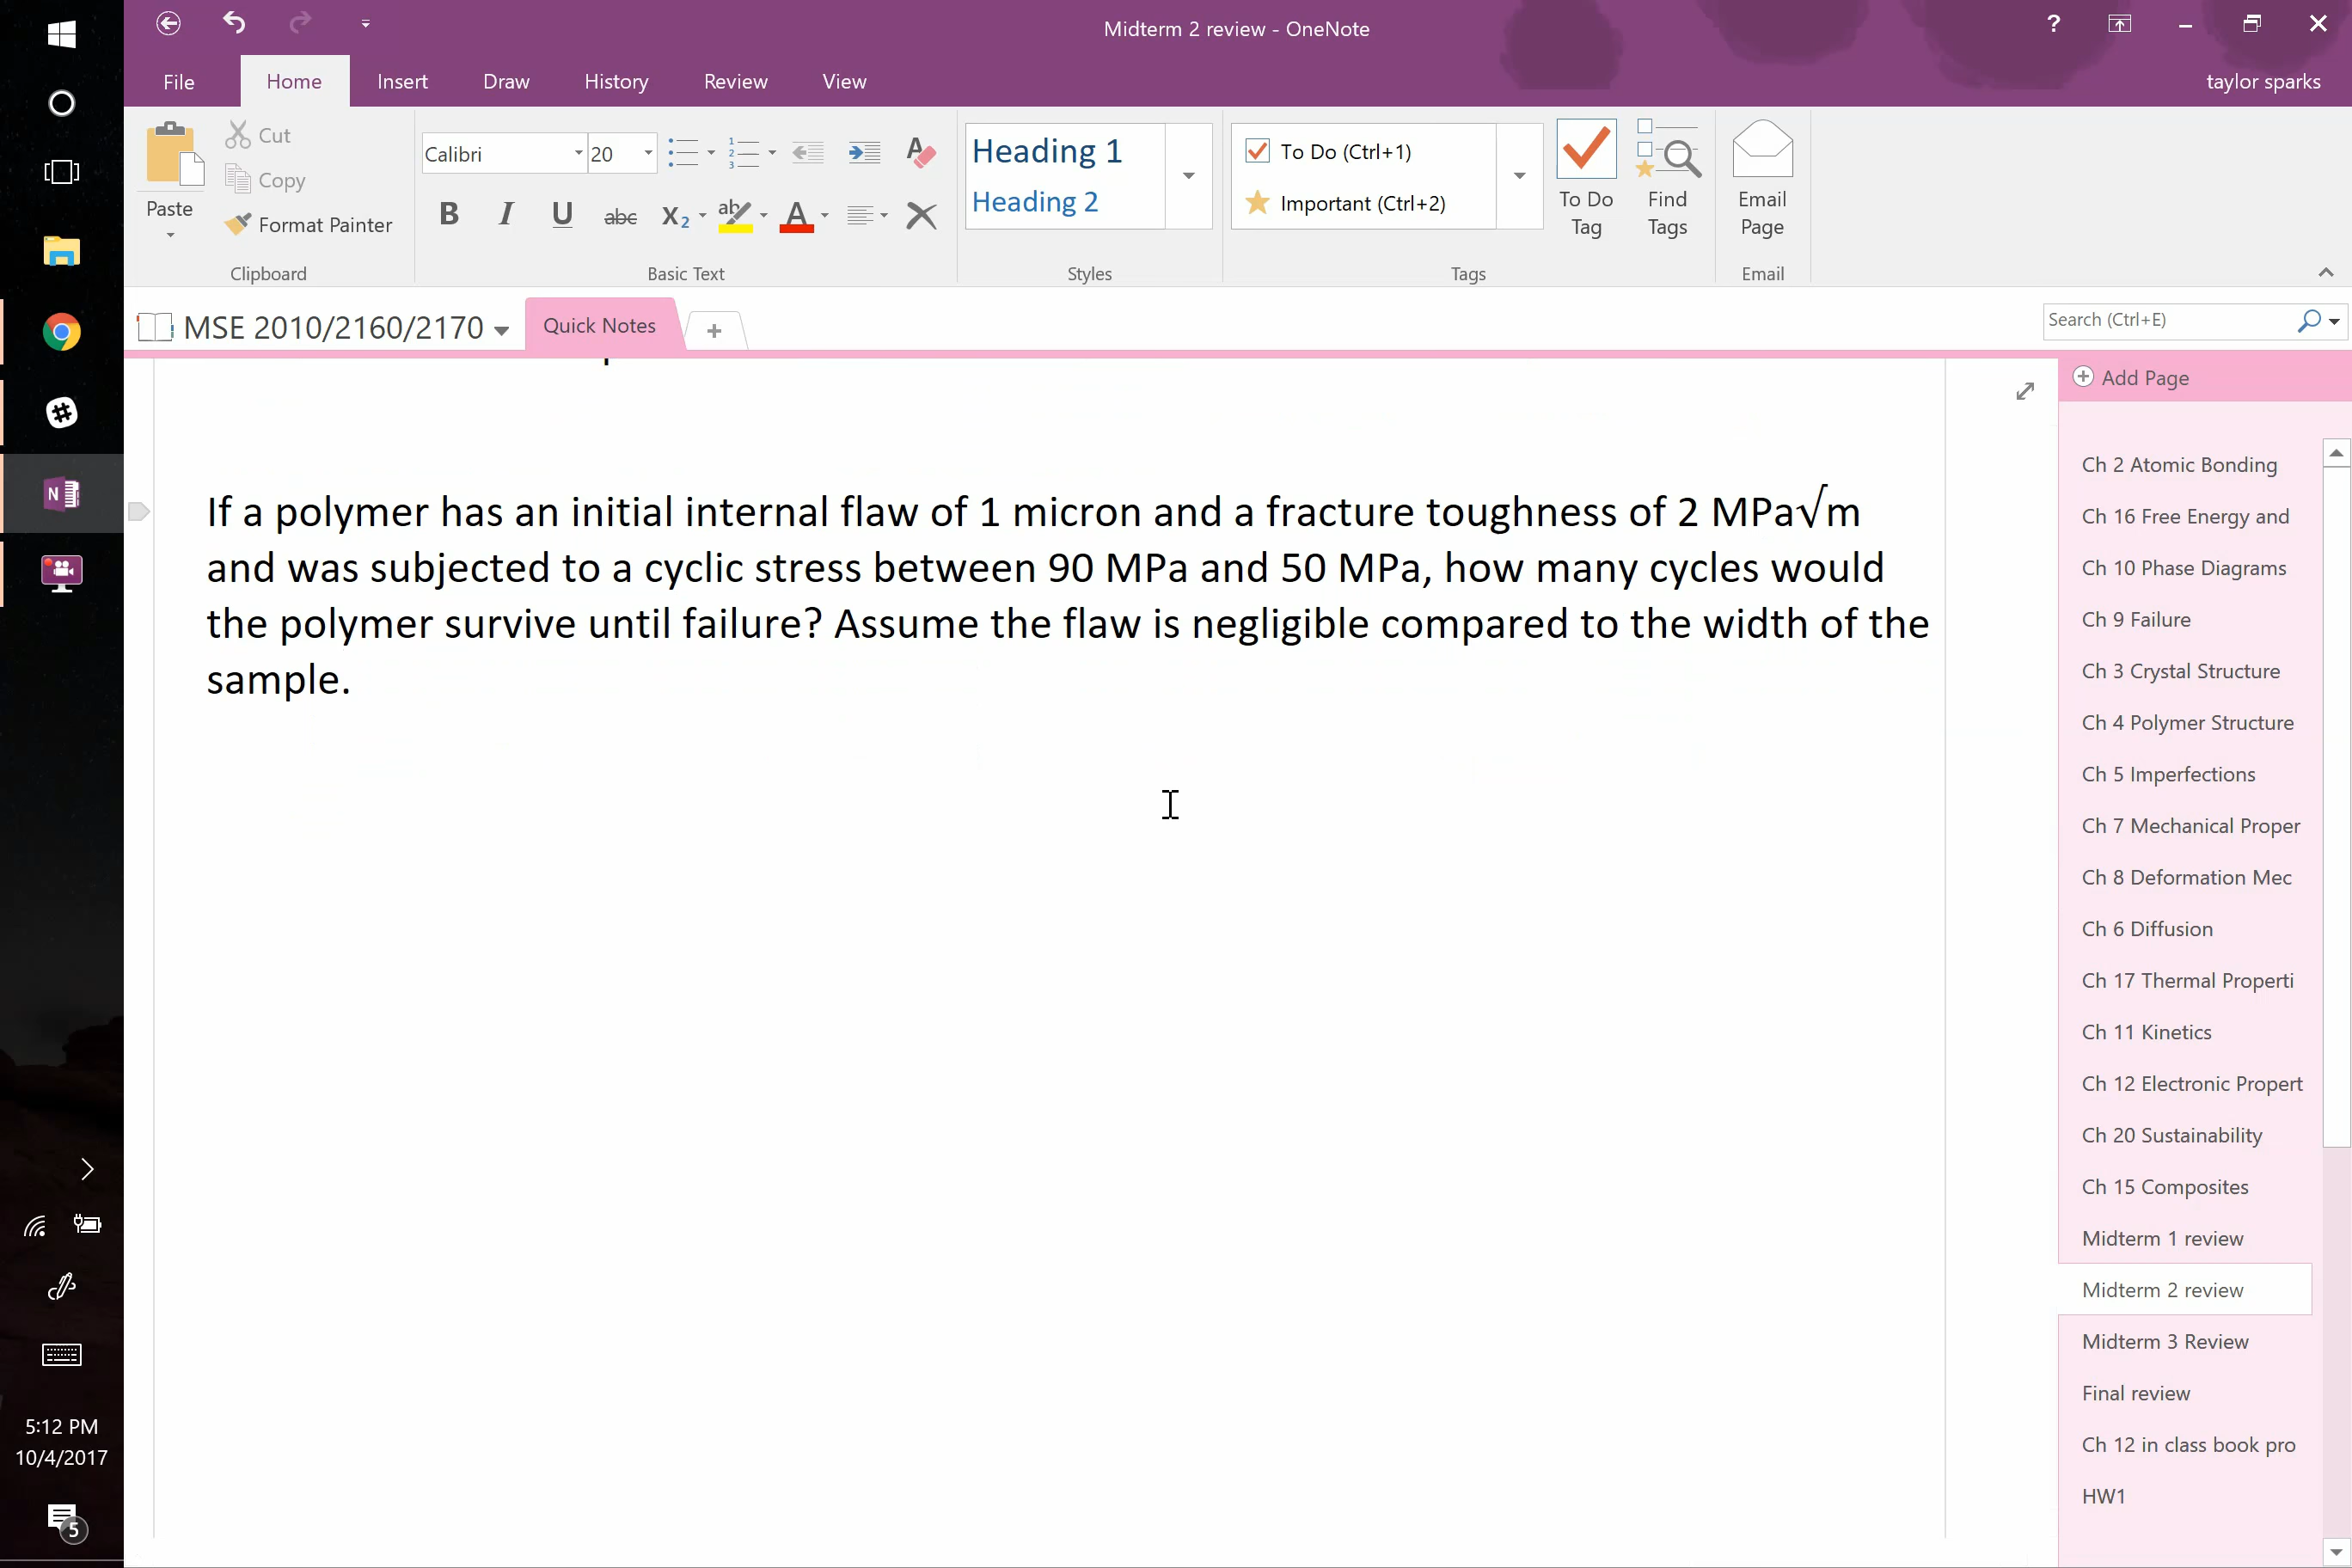 Midterm 2 review - OneNote
?
File
Home
Insert
Draw
History
Review
View
taylor sparks
Paste
Cut
Copy
Format Painter
Clipboard
Calibri
20
B
I
U
abc
X₂
ab
A
Basic Text
Heading 1
Heading 2
Styles
To Do (Ctrl+1)
Important (Ctrl+2)
To Do
Tag
Find
Tags
Tags
Email
Page
Email
MSE 2010/2160/2170
Quick Notes
Search (Ctrl+E)
If a polymer has an initial internal flaw of 1 micron and a fracture toughness of 2 MPa√m
and was subjected to a cyclic stress between 90 MPa and 50 MPa, how many cycles would
the polymer survive until failure? Assume the flaw is negligible compared to the width of the
sample.
Add Page
Ch 2 Atomic Bonding
Ch 16 Free Energy and
Ch 10 Phase Diagrams
Ch 9 Failure
Ch 3 Crystal Structure
Ch 4 Polymer Structure
Ch 5 Imperfections
Ch 7 Mechanical Proper
Ch 8 Deformation Mec
Ch 6 Diffusion
Ch 17 Thermal Properti
Ch 11 Kinetics
Ch 12 Electronic Propert
Ch 20 Sustainability
Ch 15 Composites
Midterm 1 review
Midterm 2 review
Midterm 3 Review
Final review
Ch 12 in class book pro
HW1
5:12 PM
10/4/2017
5